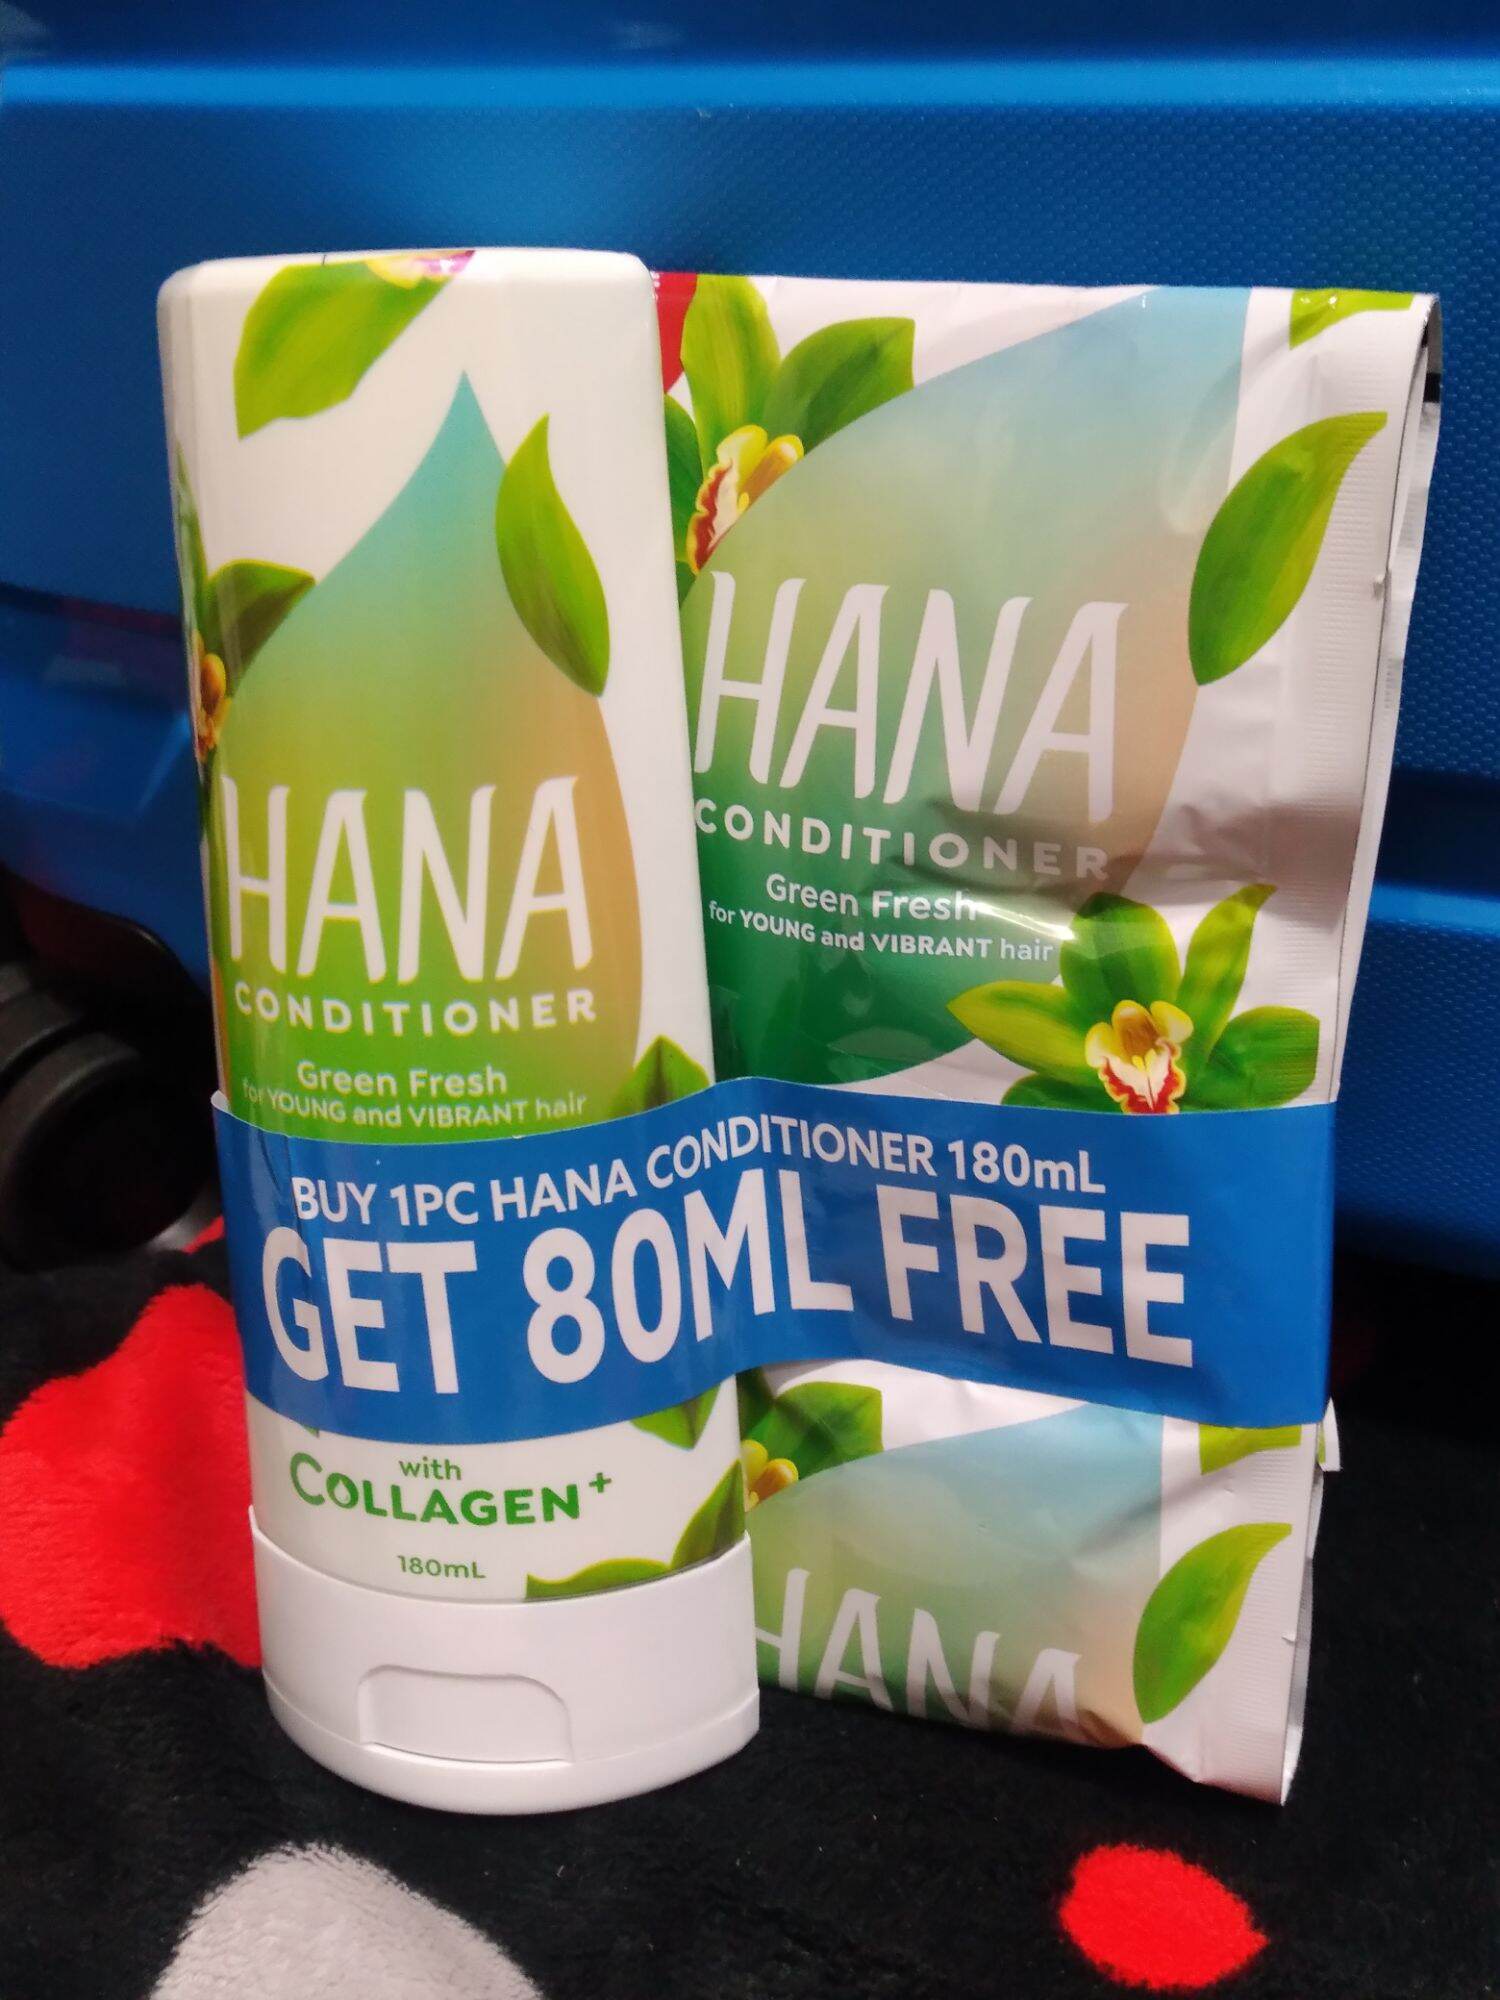 HANA
CONDITIONER
Green Fresh
for YOUNG and VIBRANT hair
HANA
CONDITIONER
Green Fresh
for YOUNG and VIBRANT hair
BUY 1PC HANA CONDITIONER 180mL
GET 80ML FREE
with
COLLAGEN+
180mL
HANA